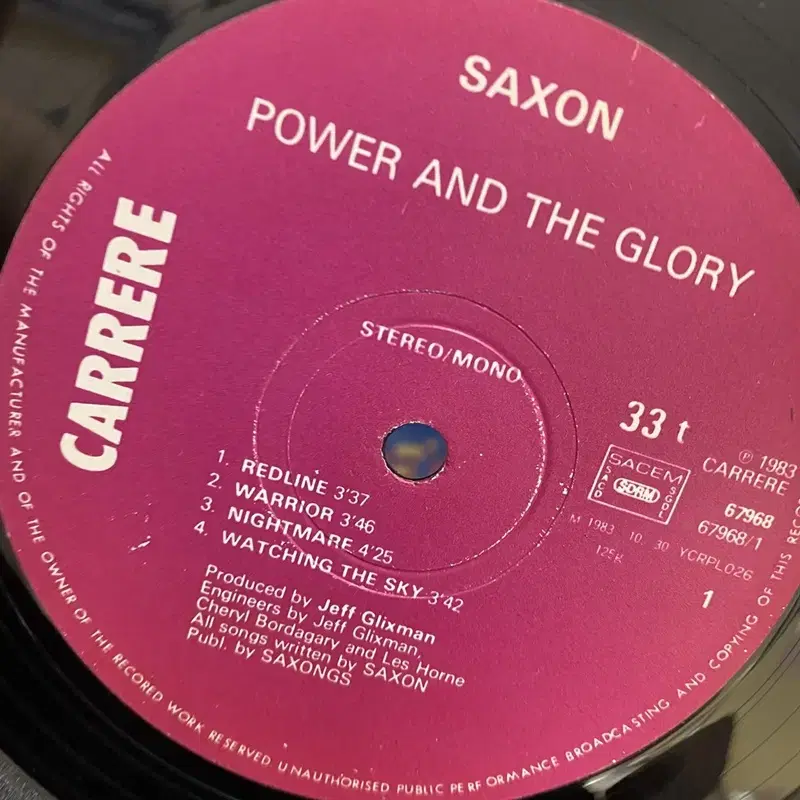 SAXON
POWER AND THE GLORY
CARRERE
STEREO/MONO
33 t
SACEM
SACD
SDRM
SGDL
℗ 1983
CARRERE
67968
67968/1
M 1983 10. 30 YCRPL026
125g
1
1. REDLINE 3'37
2. WARRIOR 3'46
3. NIGHTMARE 4'25
4. WATCHING THE SKY 3'42
Produced by Jeff Glixman
Engineers by Jeff Glixman,
Cheryl Bordagary and Les Horne
All songs written by SAXON
Publ. by SAXONGS
ALL RIGHTS OF THE MANUFACTURER AND OF THE OWNER OF THE RECORED WORK RESERVED UNAUTHORISED PUBLIC PERFORMANCE BROADCASTING AND COPYING OF THIS RECO